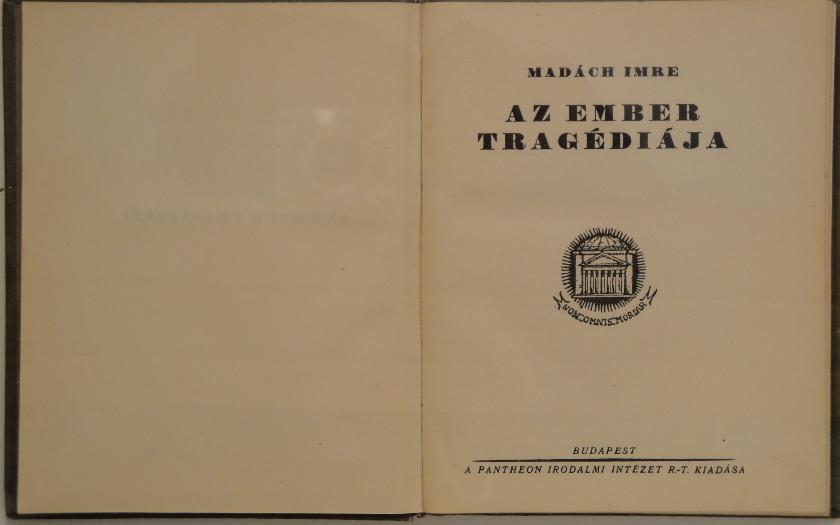 MADÁCH IMRE
AZ EMBER
TRAGÉDIÁJA
NON OMNIS MORIAR
BUDAPEST
A PANTHEON IRODALMI INTÉZET R.-T. KIADÁSA